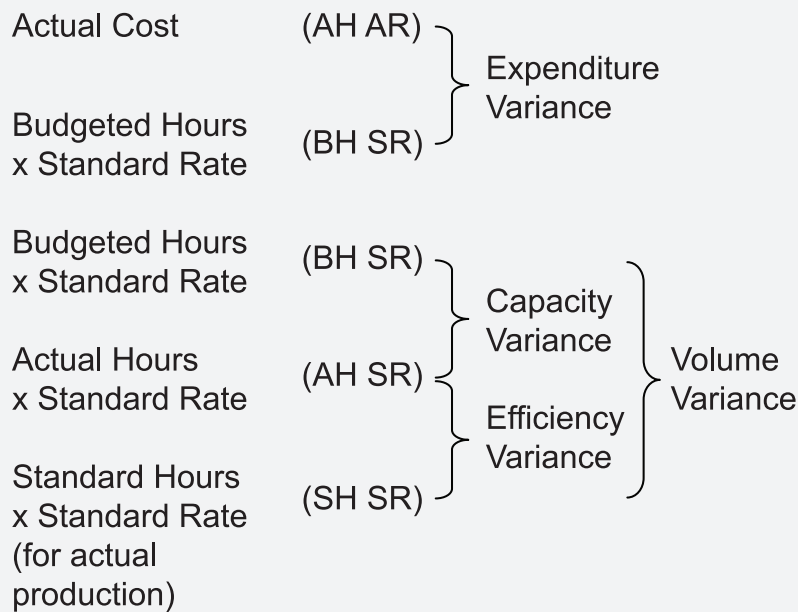 Actual Cost (AH AR)
Expenditure
Variance
Budgeted Hours
x Standard Rate (BH SR)
Budgeted Hours
x Standard Rate (BH SR)
Capacity
Variance
Actual Hours
x Standard Rate (AH SR)
Volume
Variance
Efficiency
Variance
Standard Hours
x Standard Rate (SH SR)
(for actual
production)